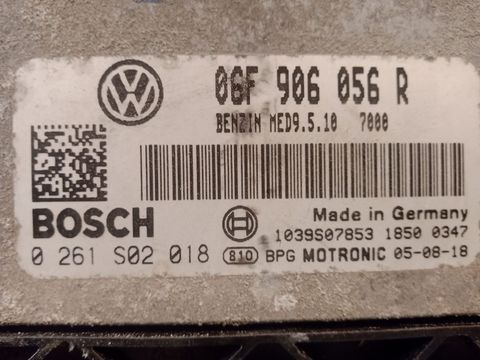 06F 906 056 R
BENZIN MED9.5.10 7000
BOSCH
Made in Germany
1039S07853 1850 0347
0 261 S02 018 810 BPG MOTRONIC 05-08-18